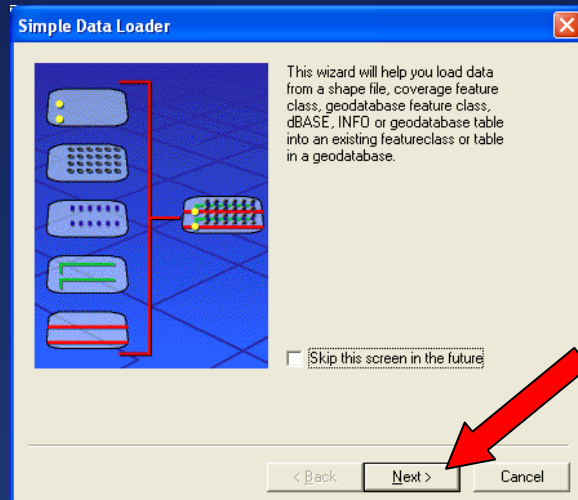 Simple Data Loader
This wizard will help you load data
from a shape file, coverage feature
class, geodatabase feature class,
dBASE, INFO or geodatabase table
into an existing featureclass or table
in a geodatabase.
Skip this screen in the future
< Back
Next >
Cancel